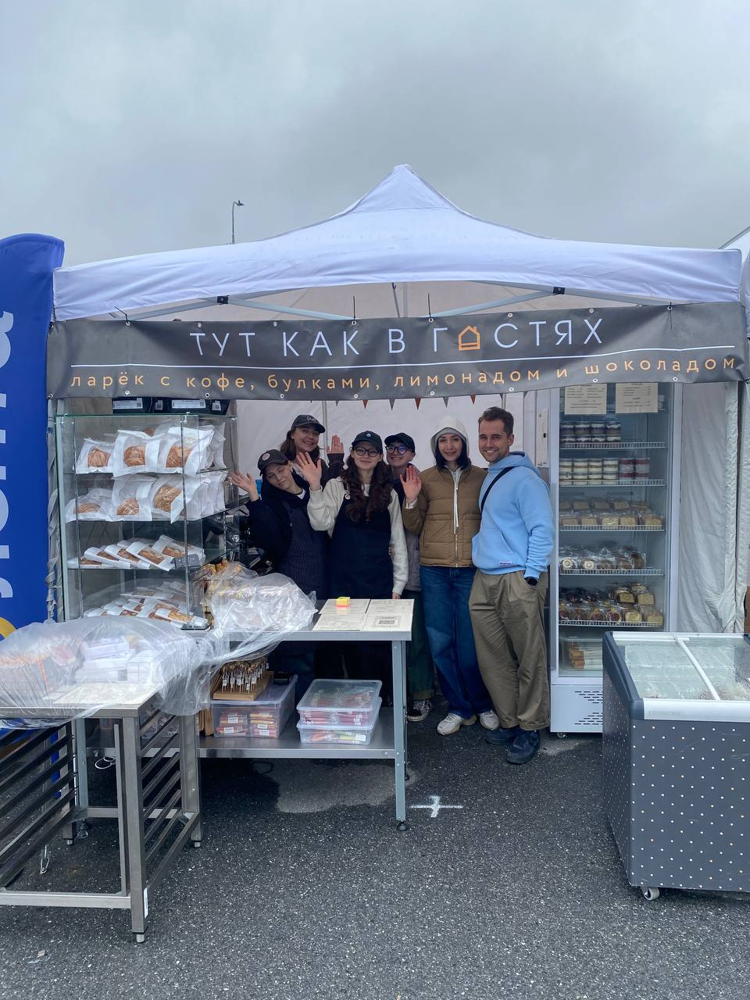 ТУТ КАК В ГОСТЯХ
ларёк с кофе, булками, лимонадом и шоколадом